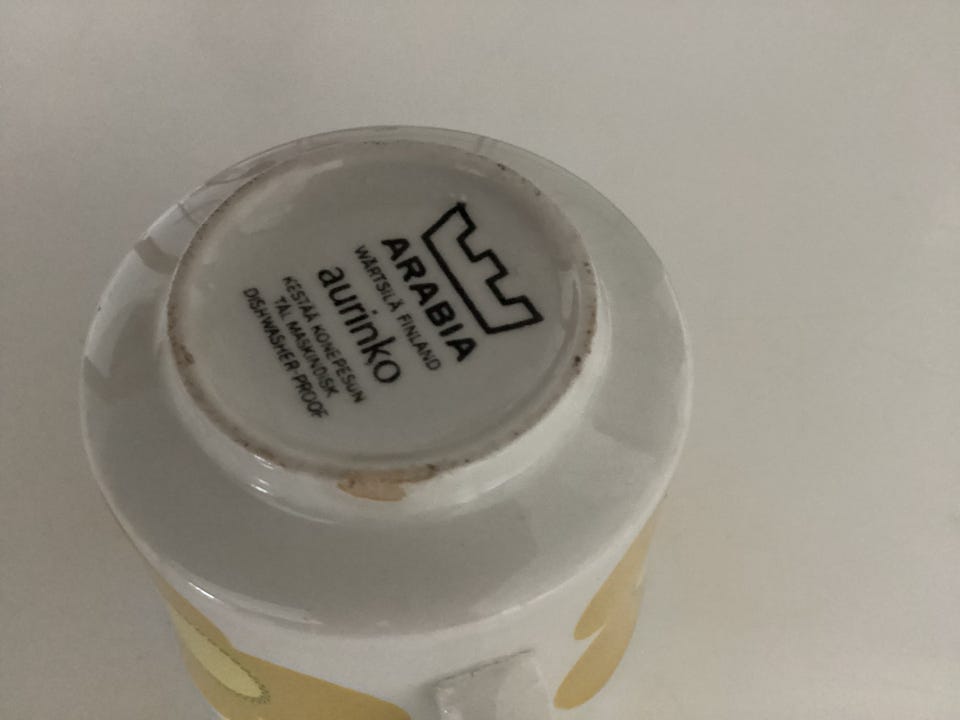 ARABIA
WÄRTSILÄ FINLAND
aurinko
KESTÄÄ KONEPESUN
TÅL MASKINDISK
DISHWASHER-PROOF